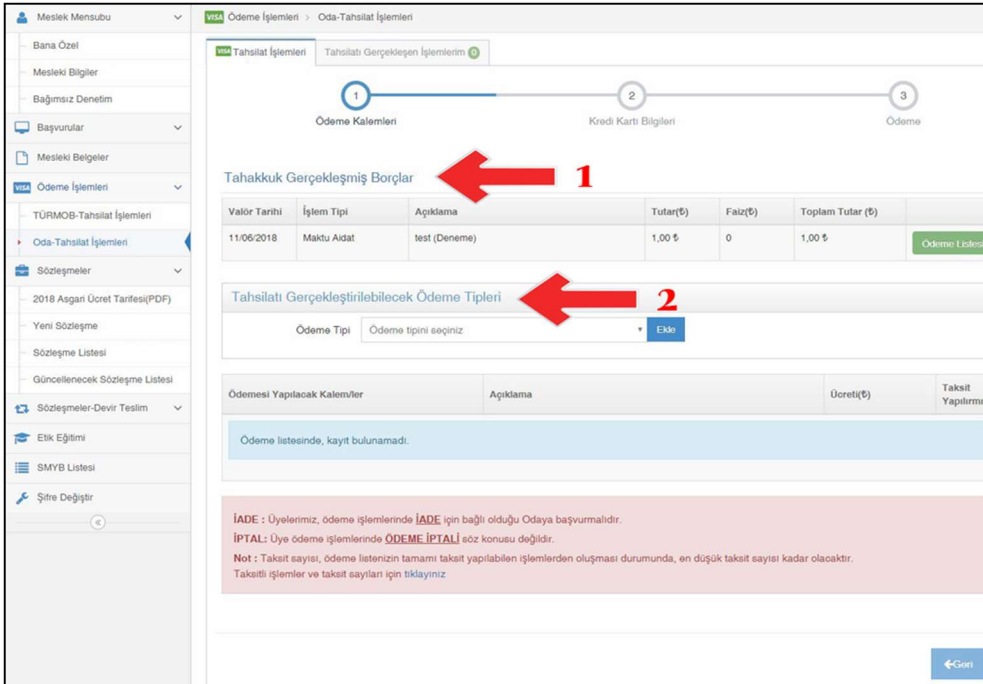 Meslek Mensubu
Bana Özel
Mesleki Bilgiler
Bağımsız Denetim
Başvurular
Mesleki Belgeler
VISA Ödeme İşlemleri
TÜRMOB-Tahsilat İşlemleri
Oda-Tahsilat İşlemleri
Sözleşmeler
2018 Asgari Ücret Tarifesi(PDF)
Yeni Sözleşme
Sözleşme Listesi
Güncellenecek Sözleşme Listesi
Sözleşmeler-Devir Teslim
Etik Eğitimi
SMYB Listesi
Şifre Değiştir
VISA Ödeme İşlemleri > Oda-Tahsilat İşlemleri
VISA Tahsilat İşlemleri Tahsilatı Gerçekleşen İşlemlerim 0
1 2 3
Ödeme Kalemleri Kredi Kartı Bilgileri Ödeme
Tahakkuk Gerçekleşmiş Borçlar 1
Valör Tarihi İşlem Tipi Açıklama Tutar(₺) Faiz(₺) Toplam Tutar (₺)
11/06/2018 Maktu Aidat test (Deneme) 1,00 ₺ 0 1,00 ₺ Ödeme Listesi
Tahsilatı Gerçekleştirilebilecek Ödeme Tipleri 2
Ödeme Tipi Ödeme tipini seçiniz Ekle
Ödemesi Yapılacak Kalem/ler Açıklama Ücreti(₺) Taksit
Yapılırmı
Ödeme listesinde, kayıt bulunamadı.
İADE : Üyelerimiz, ödeme işlemlerinde İADE için bağlı olduğu Odaya başvurmalıdır.
İPTAL: Üye ödeme işlemlerinde ÖDEME İPTALİ söz konusu değildir.
Not : Taksit sayısı, ödeme listenizin tamamı taksit yapılabilen işlemlerden oluşması durumunda, en düşük taksit sayısı kadar olacaktır.
Taksitli işlemler ve taksit sayıları için tıklayınız
Geri